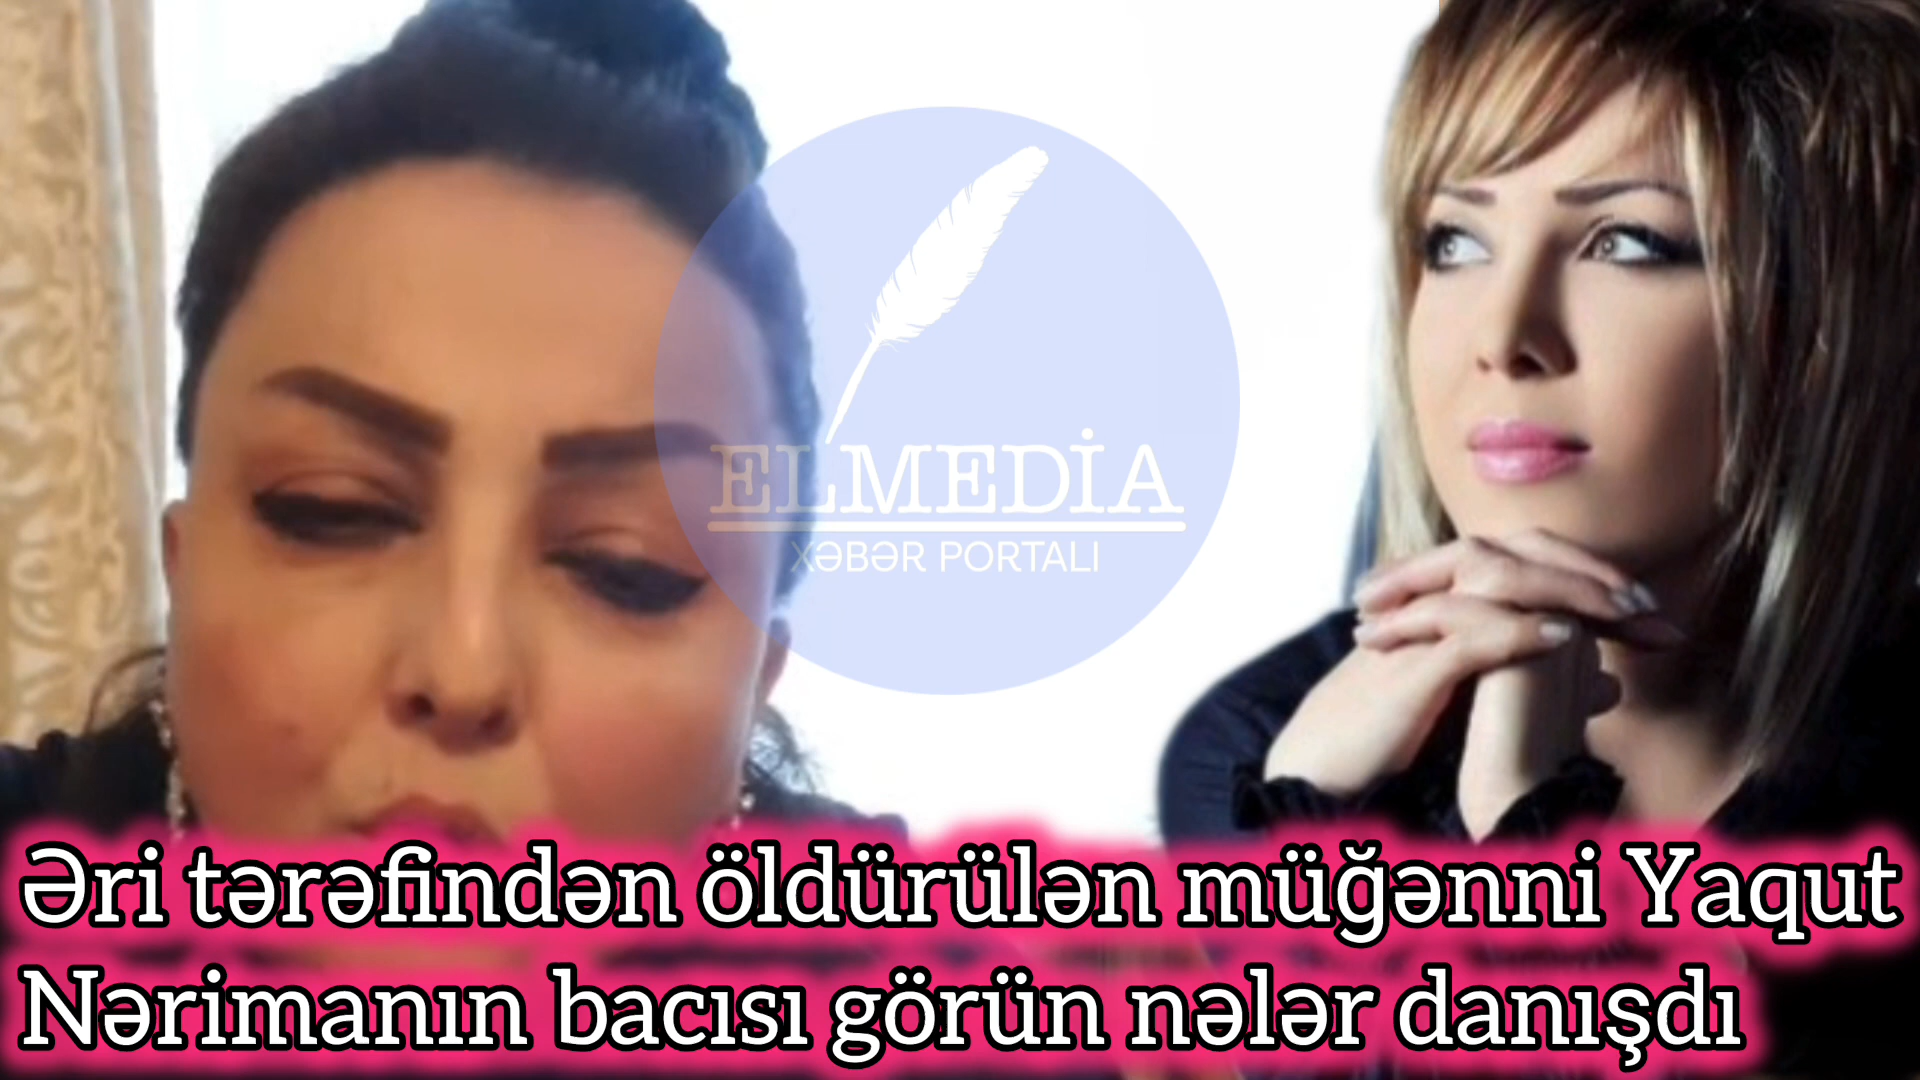 ELMEDİA
XƏBƏR PORTALI
Əri tərəfindən öldürülən müğənni Yaqut
Nərimanın bacısı görün nələr danışdı